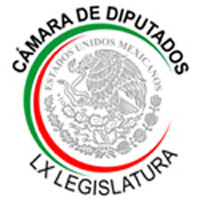 CÁMARA DE DIPUTADOS
ESTADOS UNIDOS MEXICANOS
LX LEGISLATURA